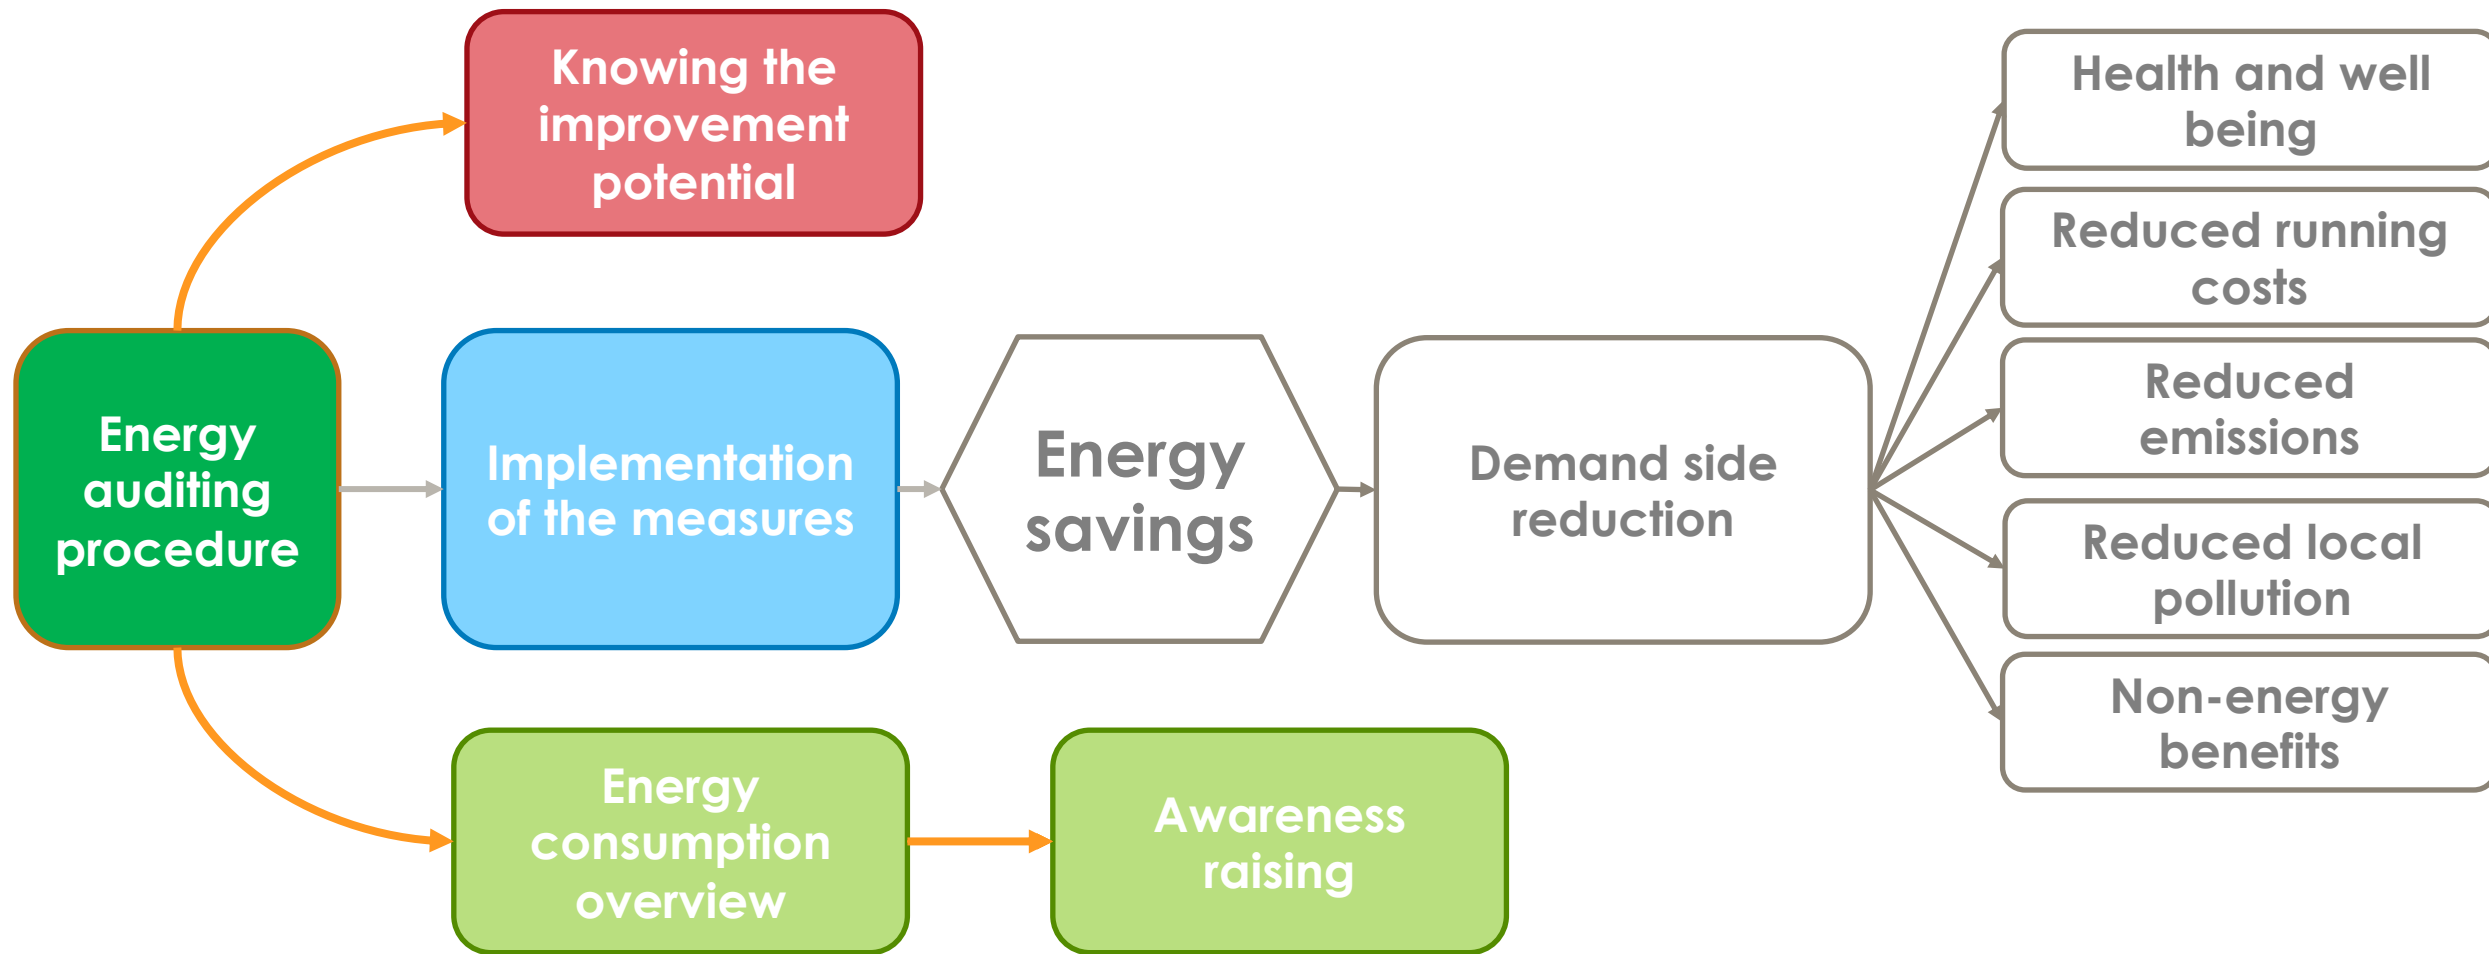 Knowing the
improvement
potential
Energy
auditing
procedure
Implementation
of the measures
Energy
savings
Demand side
reduction
Health and well
being
Reduced running
costs
Reduced
emissions
Reduced local
pollution
Non-energy
benefits
Energy
consumption
overview
Awareness
raising